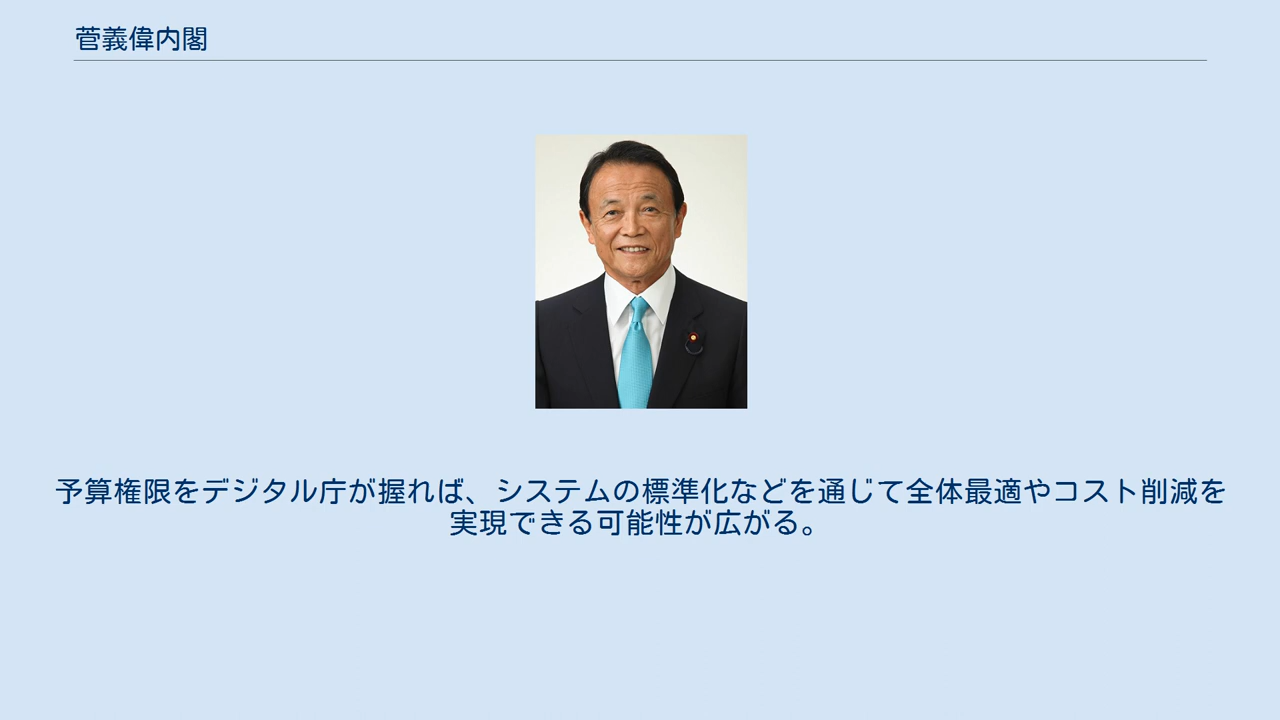 菅義偉内閣
予算権限をデジタル庁が握れば、システムの標準化などを通じて全体最適やコスト削減を
実現できる可能性が広がる。